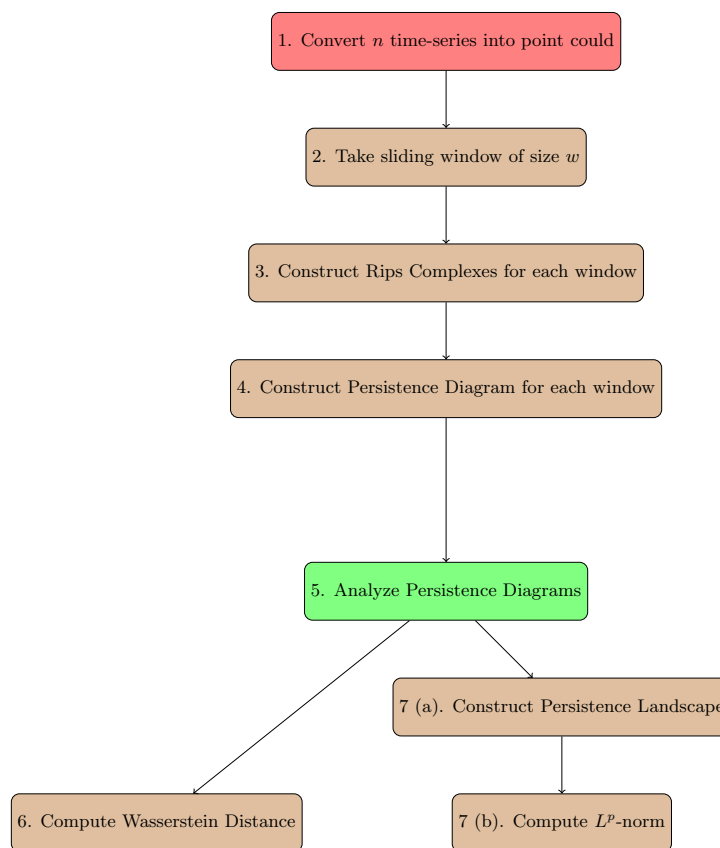 1. Convert n time-series into point could
2. Take sliding window of size w
3. Construct Rips Complexes for each window
4. Construct Persistence Diagram for each window
5. Analyze Persistence Diagrams
7 (a). Construct Persistence Landscape
6. Compute Wasserstein Distance
7 (b). Compute L^p-norm